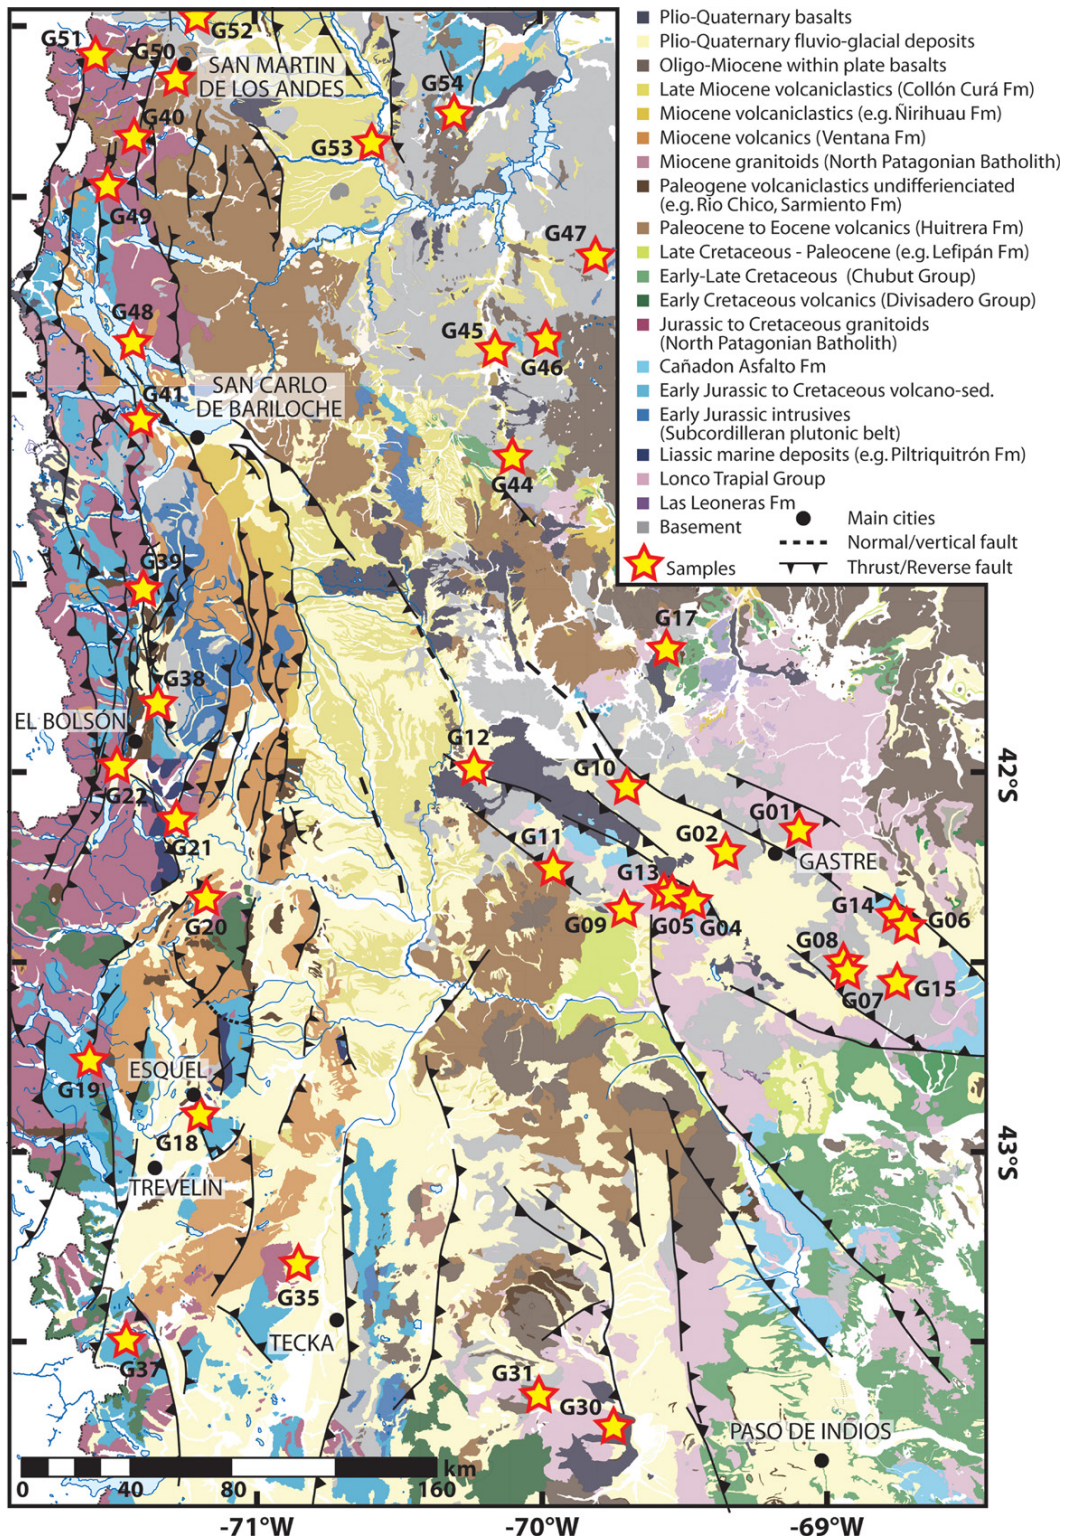 G51
G52
G50
SAN MARTIN
DE LOS ANDES
G54
G40
G53
G49
G47
G48
G45
G46
SAN CARLO
DE BARILOCHE
G41
G44
G39
G17
G38
EL BOLSÓN
G12
G10
G22
G01
G02
G11
G21
GASTRE
G13
G20
G09
G05
G04
G14
G06
G08
G07
G15
ESQUEL
G19
G18
TREVELIN
G35
TECKA
G37
G31
G30
PASO DE INDIOS
Plio-Quaternary basalts
Plio-Quaternary fluvio-glacial deposits
Oligo-Miocene within plate basalts
Late Miocene volcaniclastics (Collón Curá Fm)
Miocene volcaniclastics (e.g. Ñirihuau Fm)
Miocene volcanics (Ventana Fm)
Miocene granitoids (North Patagonian Batholith)
Paleogene volcaniclastics undifferienciated
(e.g. Rio Chico, Sarmiento Fm)
Paleocene to Eocene volcanics (Huitrera Fm)
Late Cretaceous - Paleocene (e.g. Lefipán Fm)
Early-Late Cretaceous (Chubut Group)
Early Cretaceous volcanics (Divisadero Group)
Jurassic to Cretaceous granitoids
(North Patagonian Batholith)
Cañadon Asfalto Fm
Early Jurassic to Cretaceous volcano-sed.
Early Jurassic intrusives
(Subcordilleran plutonic belt)
Liassic marine deposits (e.g. Piltriquitrón Fm)
Lonco Trapial Group
Las Leoneras Fm
Basement
Main cities
Normal/vertical fault
Samples
Thrust/Reverse fault
42°S
43°S
0 40 80 160 km
-71°W -70°W -69°W